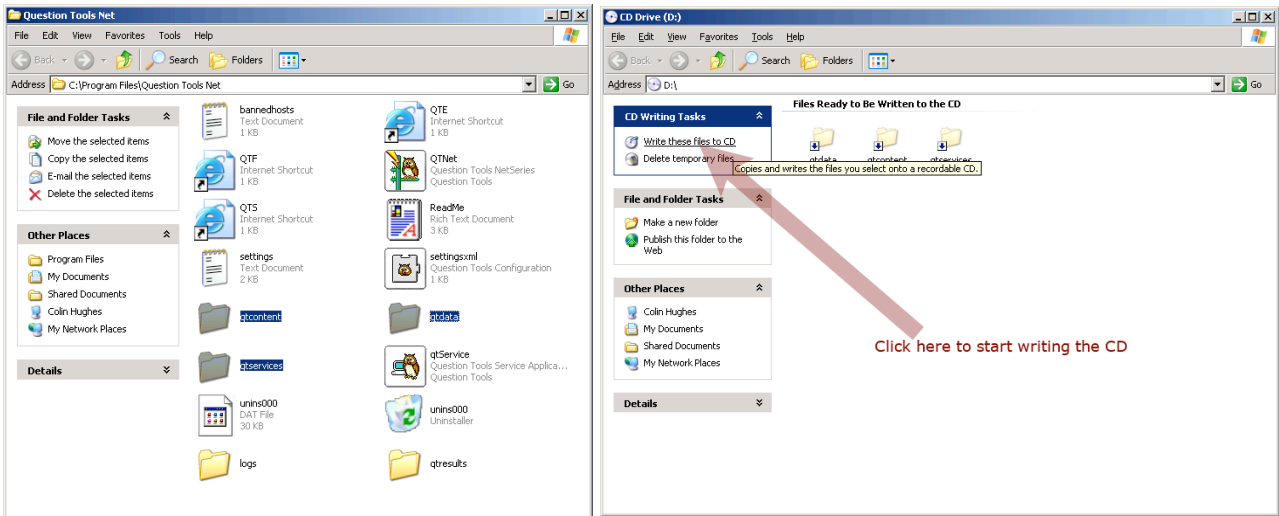 Question Tools Net
File Edit View Favorites Tools Help
Back Search Folders
Address C:\Program Files\Question Tools Net Go
File and Folder Tasks
Move the selected items
Copy the selected items
E-mail the selected items
Delete the selected items
Other Places
Program Files
My Documents
Shared Documents
Colin Hughes
My Network Places
Details
bannedhosts
Text Document
1 KB
QTE
Internet Shortcut
1 KB
QTF
Internet Shortcut
1 KB
QTNet
Question Tools NetSeries
Question Tools
QTS
Internet Shortcut
1 KB
ReadMe
Rich Text Document
3 KB
settings
Text Document
2 KB
settingsxml
Question Tools Configuration
1 KB
qtcontent
qtdata
qtservices
qtService
Question Tools Service Applica...
Question Tools
unins000
DAT File
30 KB
unins000
Uninstaller
logs
qtresults
CD Drive (D:)
File Edit View Favorites Tools Help
Back Search Folders
Address D:\ Go
CD Writing Tasks
Write these files to CD
Delete temporary files
File and Folder Tasks
Make a new folder
Publish this folder to the
Web
Other Places
Colin Hughes
My Documents
Shared Documents
My Network Places
Details
Files Ready to Be Written to the CD
qtdata qtcontent qtservices
Copies and writes the files you select onto a recordable CD.
Click here to start writing the CD